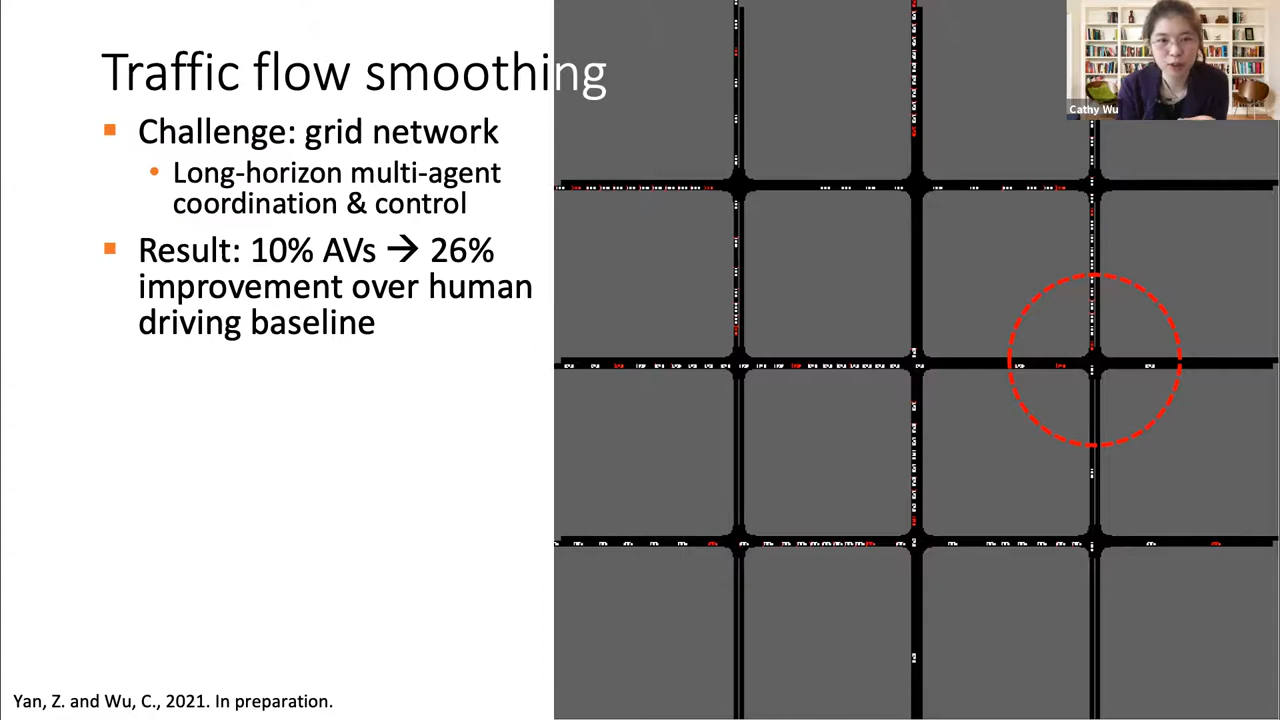 Traffic flow smoothing
Challenge: grid network
Long-horizon multi-agent
coordination & control
Result: 10% AVs → 26%
improvement over human
driving baseline
Yan, Z. and Wu, C., 2021. In preparation.
Cathy Wu